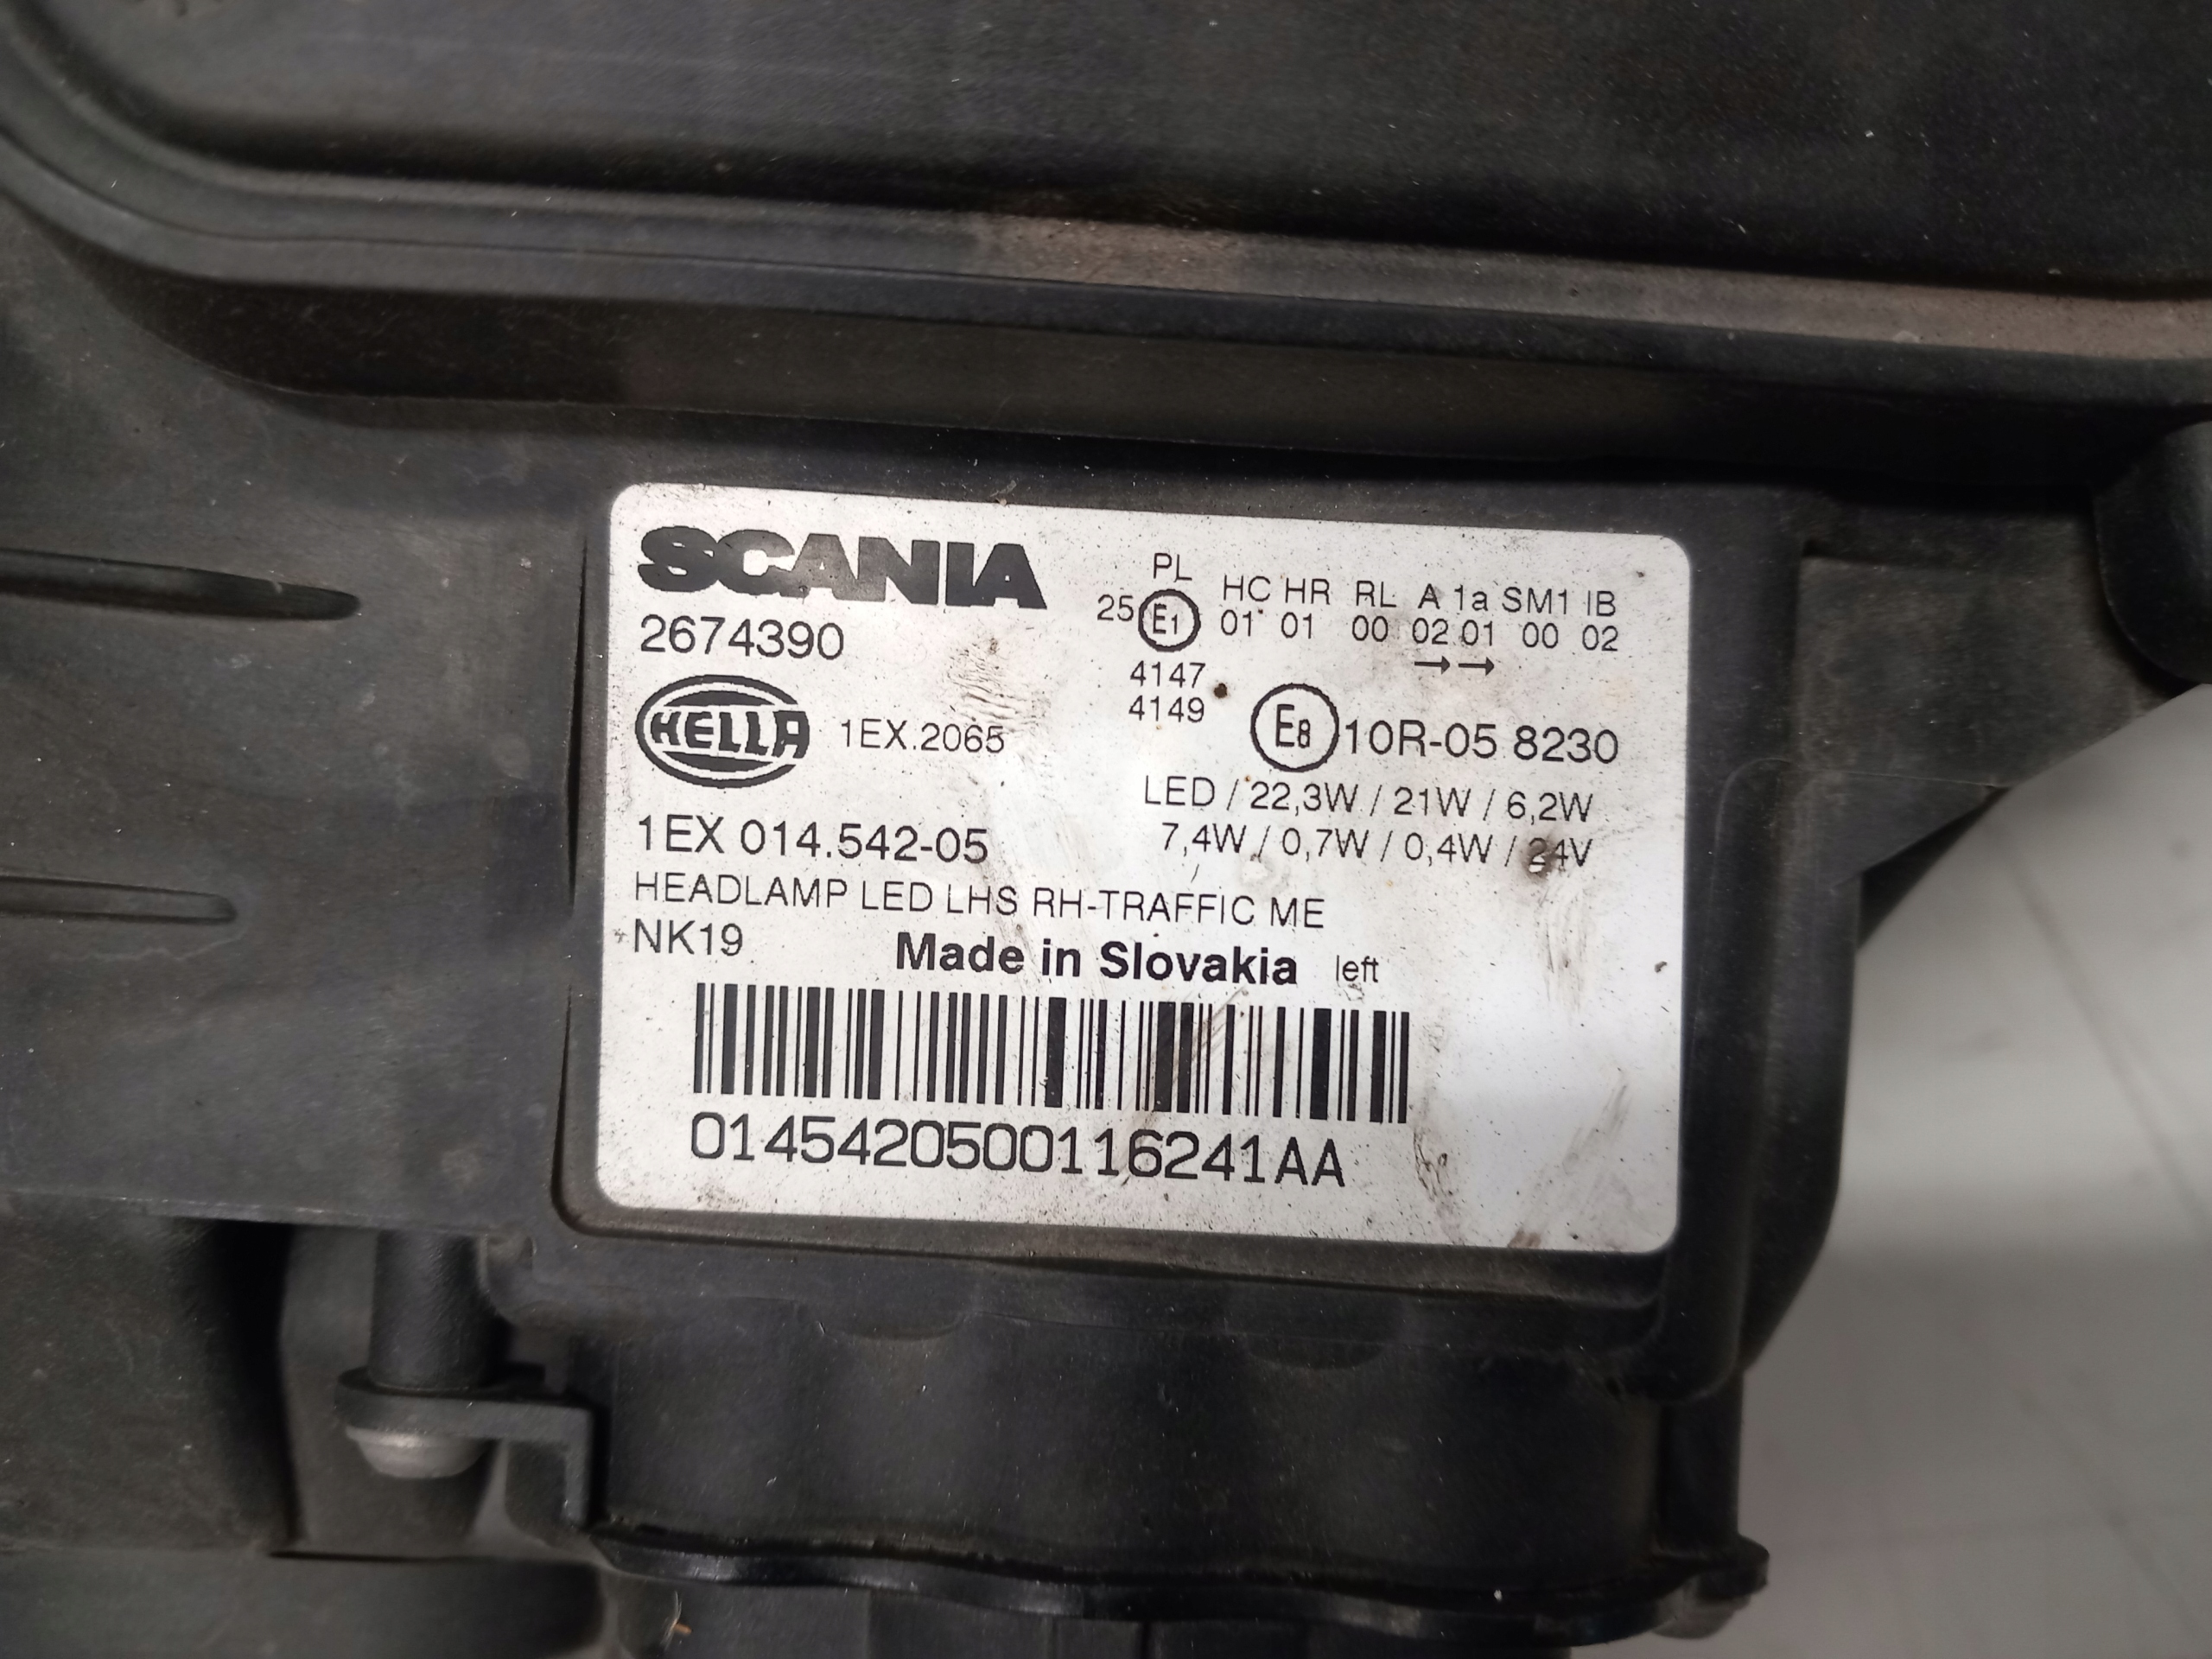 SCANIA
2674390
PL
HC HR RL A 1a SM1 IB
25 E1 01 01 00 02 01 00 02
→ →
4147
4149
HELLA 1EX.2065
E8 10R-05 8230
LED / 22,3W / 21W / 6,2W
7,4W / 0,7W / 0,4W / 24V
1EX 014.542-05
HEADLAMP LED LHS RH-TRAFFIC ME
NK19
Made in Slovakia left
0145420500116241AA